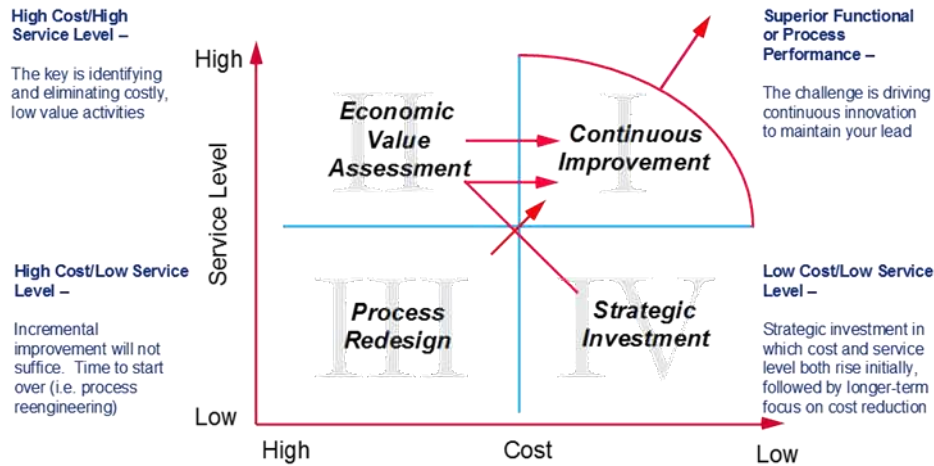 High Cost/High
Service Level –
The key is identifying
and eliminating costly,
low value activities
High Cost/Low Service
Level –
Incremental
improvement will not
suffice.  Time to start
over (i.e. process
reengineering)
Service Level
High
Low
II
Economic
Value
Assessment
I
Continuous
Improvement
III
Process
Redesign
IV
Strategic
Investment
High
Cost
Low
Superior Functional
or Process
Performance –
The challenge is driving
continuous innovation
to maintain your lead
Low Cost/Low Service
Level –
Strategic investment in
which cost and service
level both rise initially,
followed by longer-term
focus on cost reduction